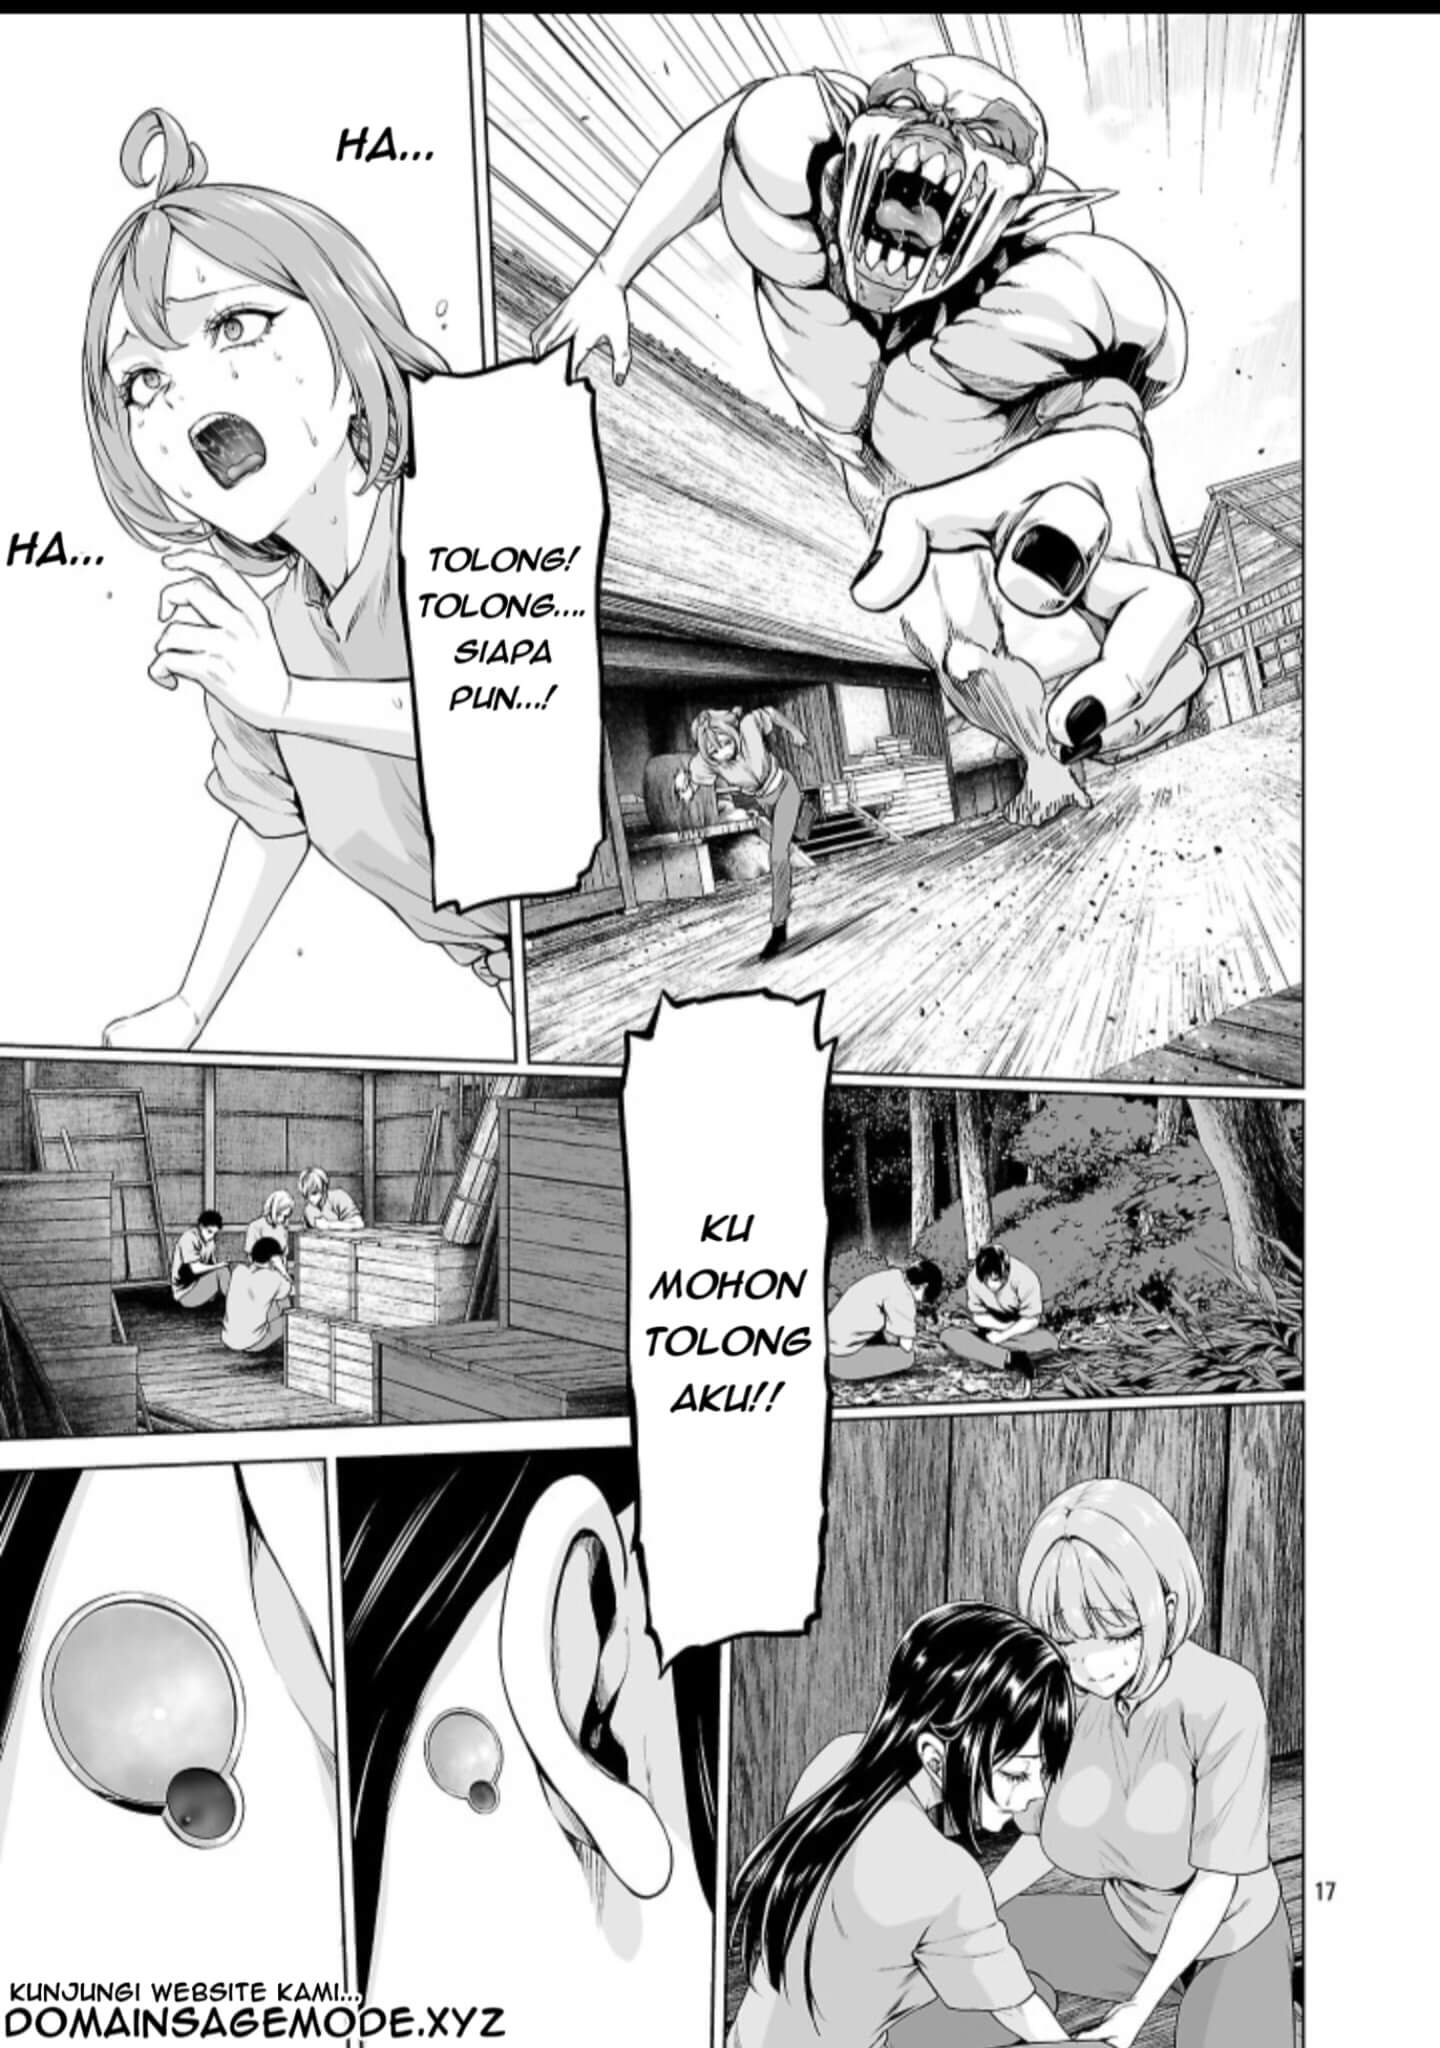 HA...
HA...
TOLONG!
TOLONG....
SIAPA
PUN...!
KU
MOHON
TOLONG
AKU!!
17
KUNJUNGI WEBSITE KAMI...
DOMAINSAGEMODE.XYZ